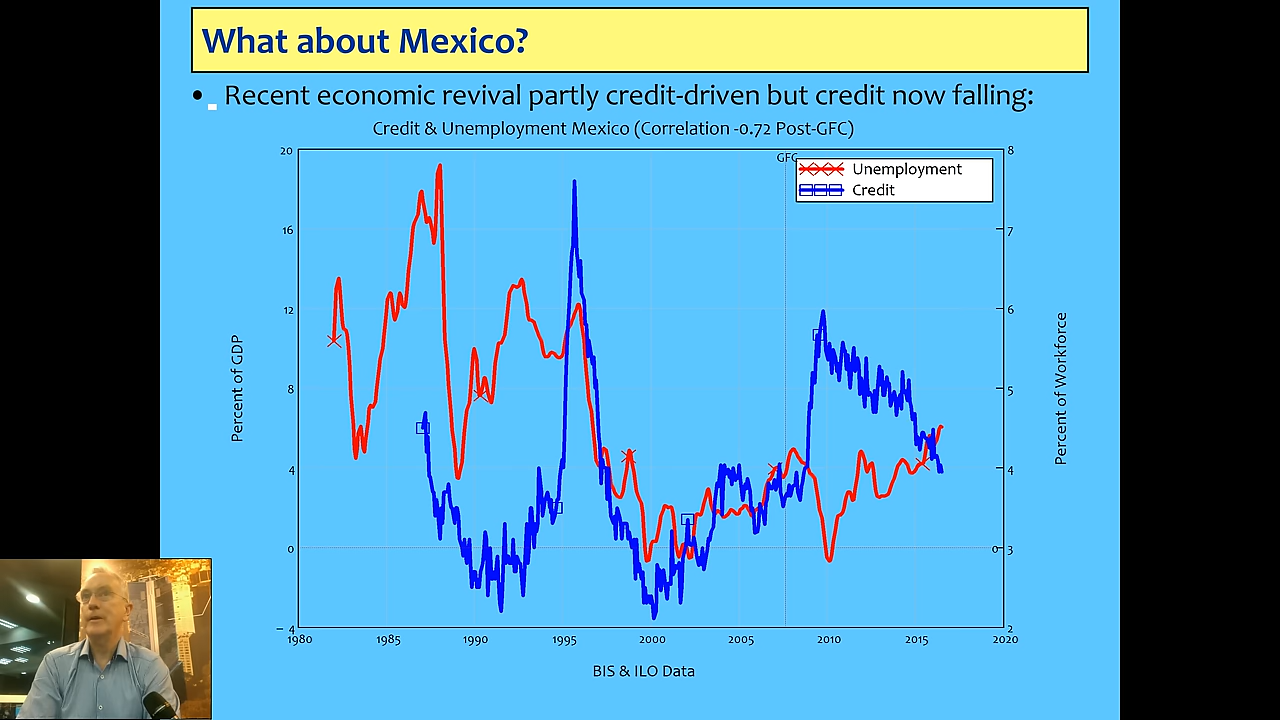 What about Mexico?
• Recent economic revival partly credit-driven but credit now falling:
Credit & Unemployment Mexico (Correlation -0.72 Post-GFC)
GFC
Unemployment
Credit
20
16
12
8
4
0
-4
Percent of GDP
8
7
6
5
4
0 3
2
Percent of Workforce
1980 1985 1990 1995 2000 2005 2010 2015 2020
BIS & ILO Data